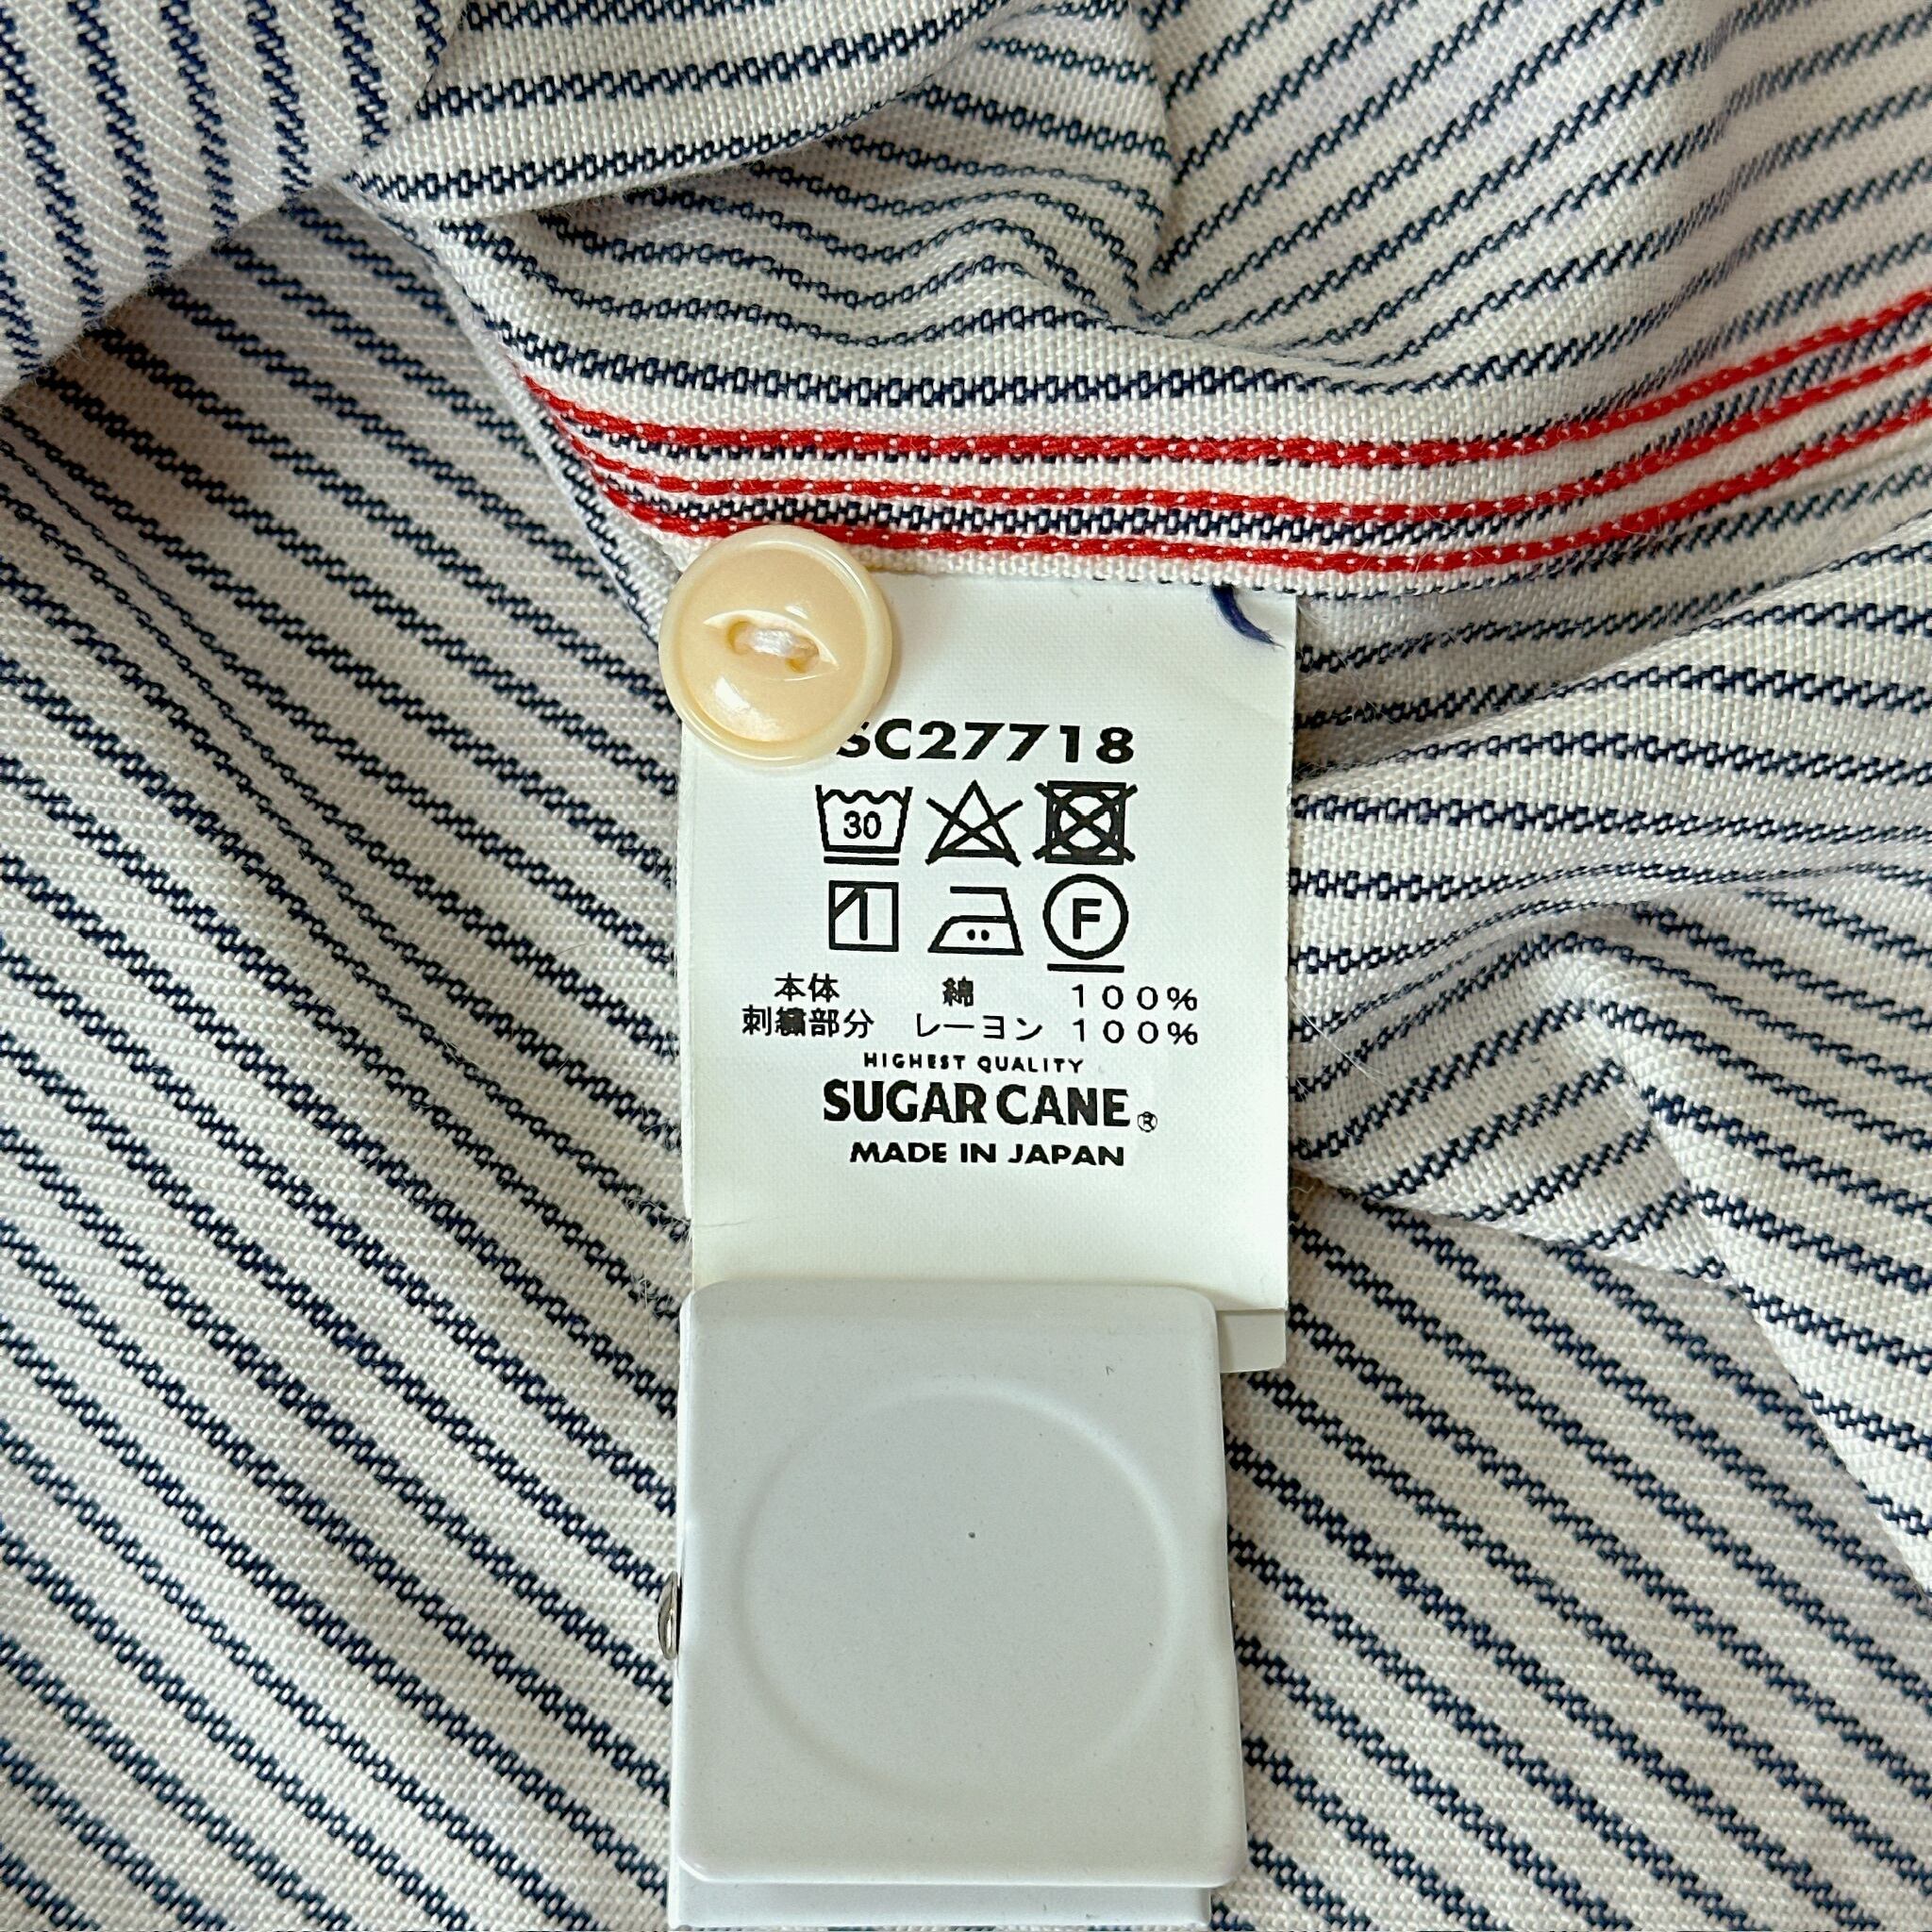 SC27718
30
F
本体 綿 100%
刺繍部分 レーヨン 100%
HIGHEST QUALITY
SUGAR CANE®
MADE IN JAPAN